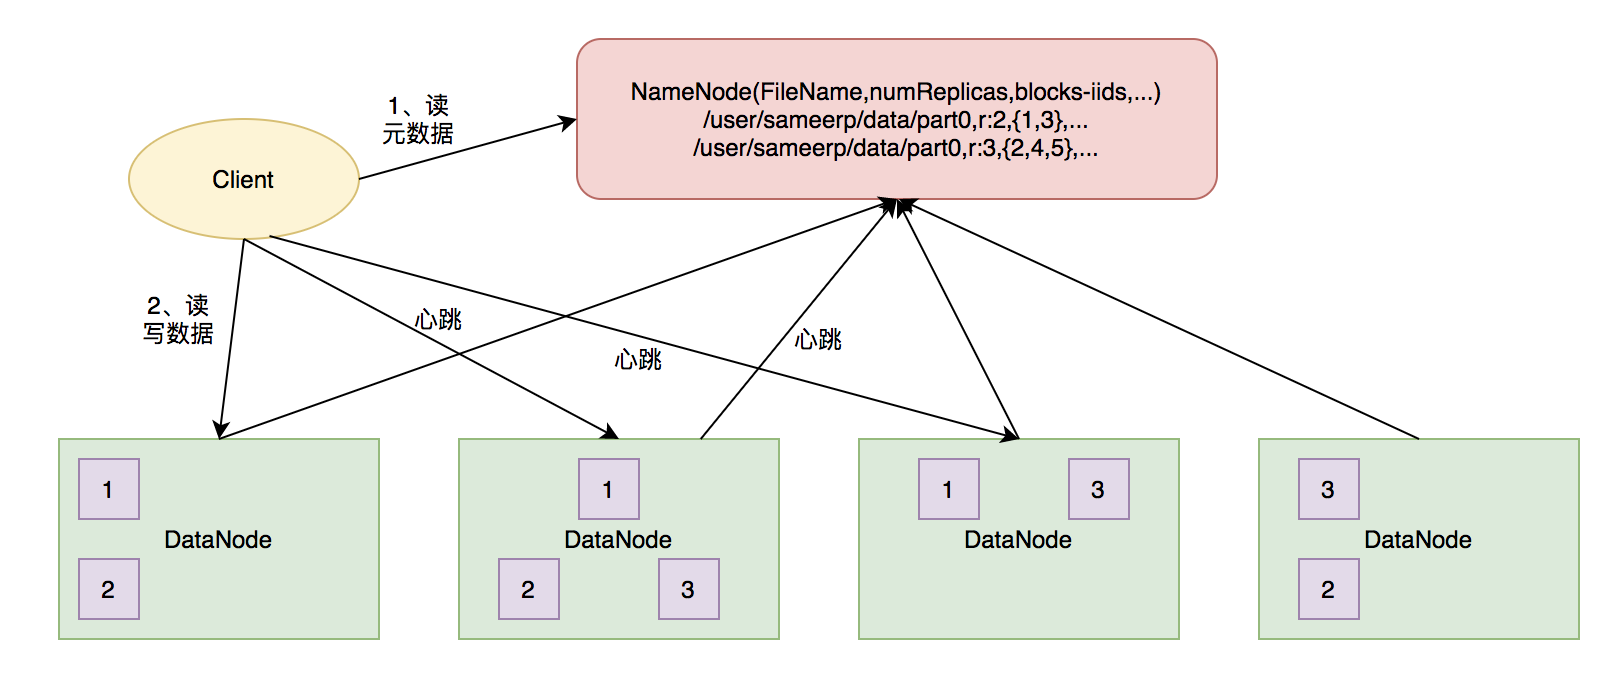 1、读
元数据
NameNode(FileName,numReplicas,blocks-iids,...)
/user/sameerp/data/part0,r:2,{1,3},...
/user/sameerp/data/part0,r:3,{2,4,5},...
Client
2、读
写数据
心跳
心跳
心跳
1
DataNode
2
1
DataNode
2
3
1
3
DataNode
3
DataNode
2